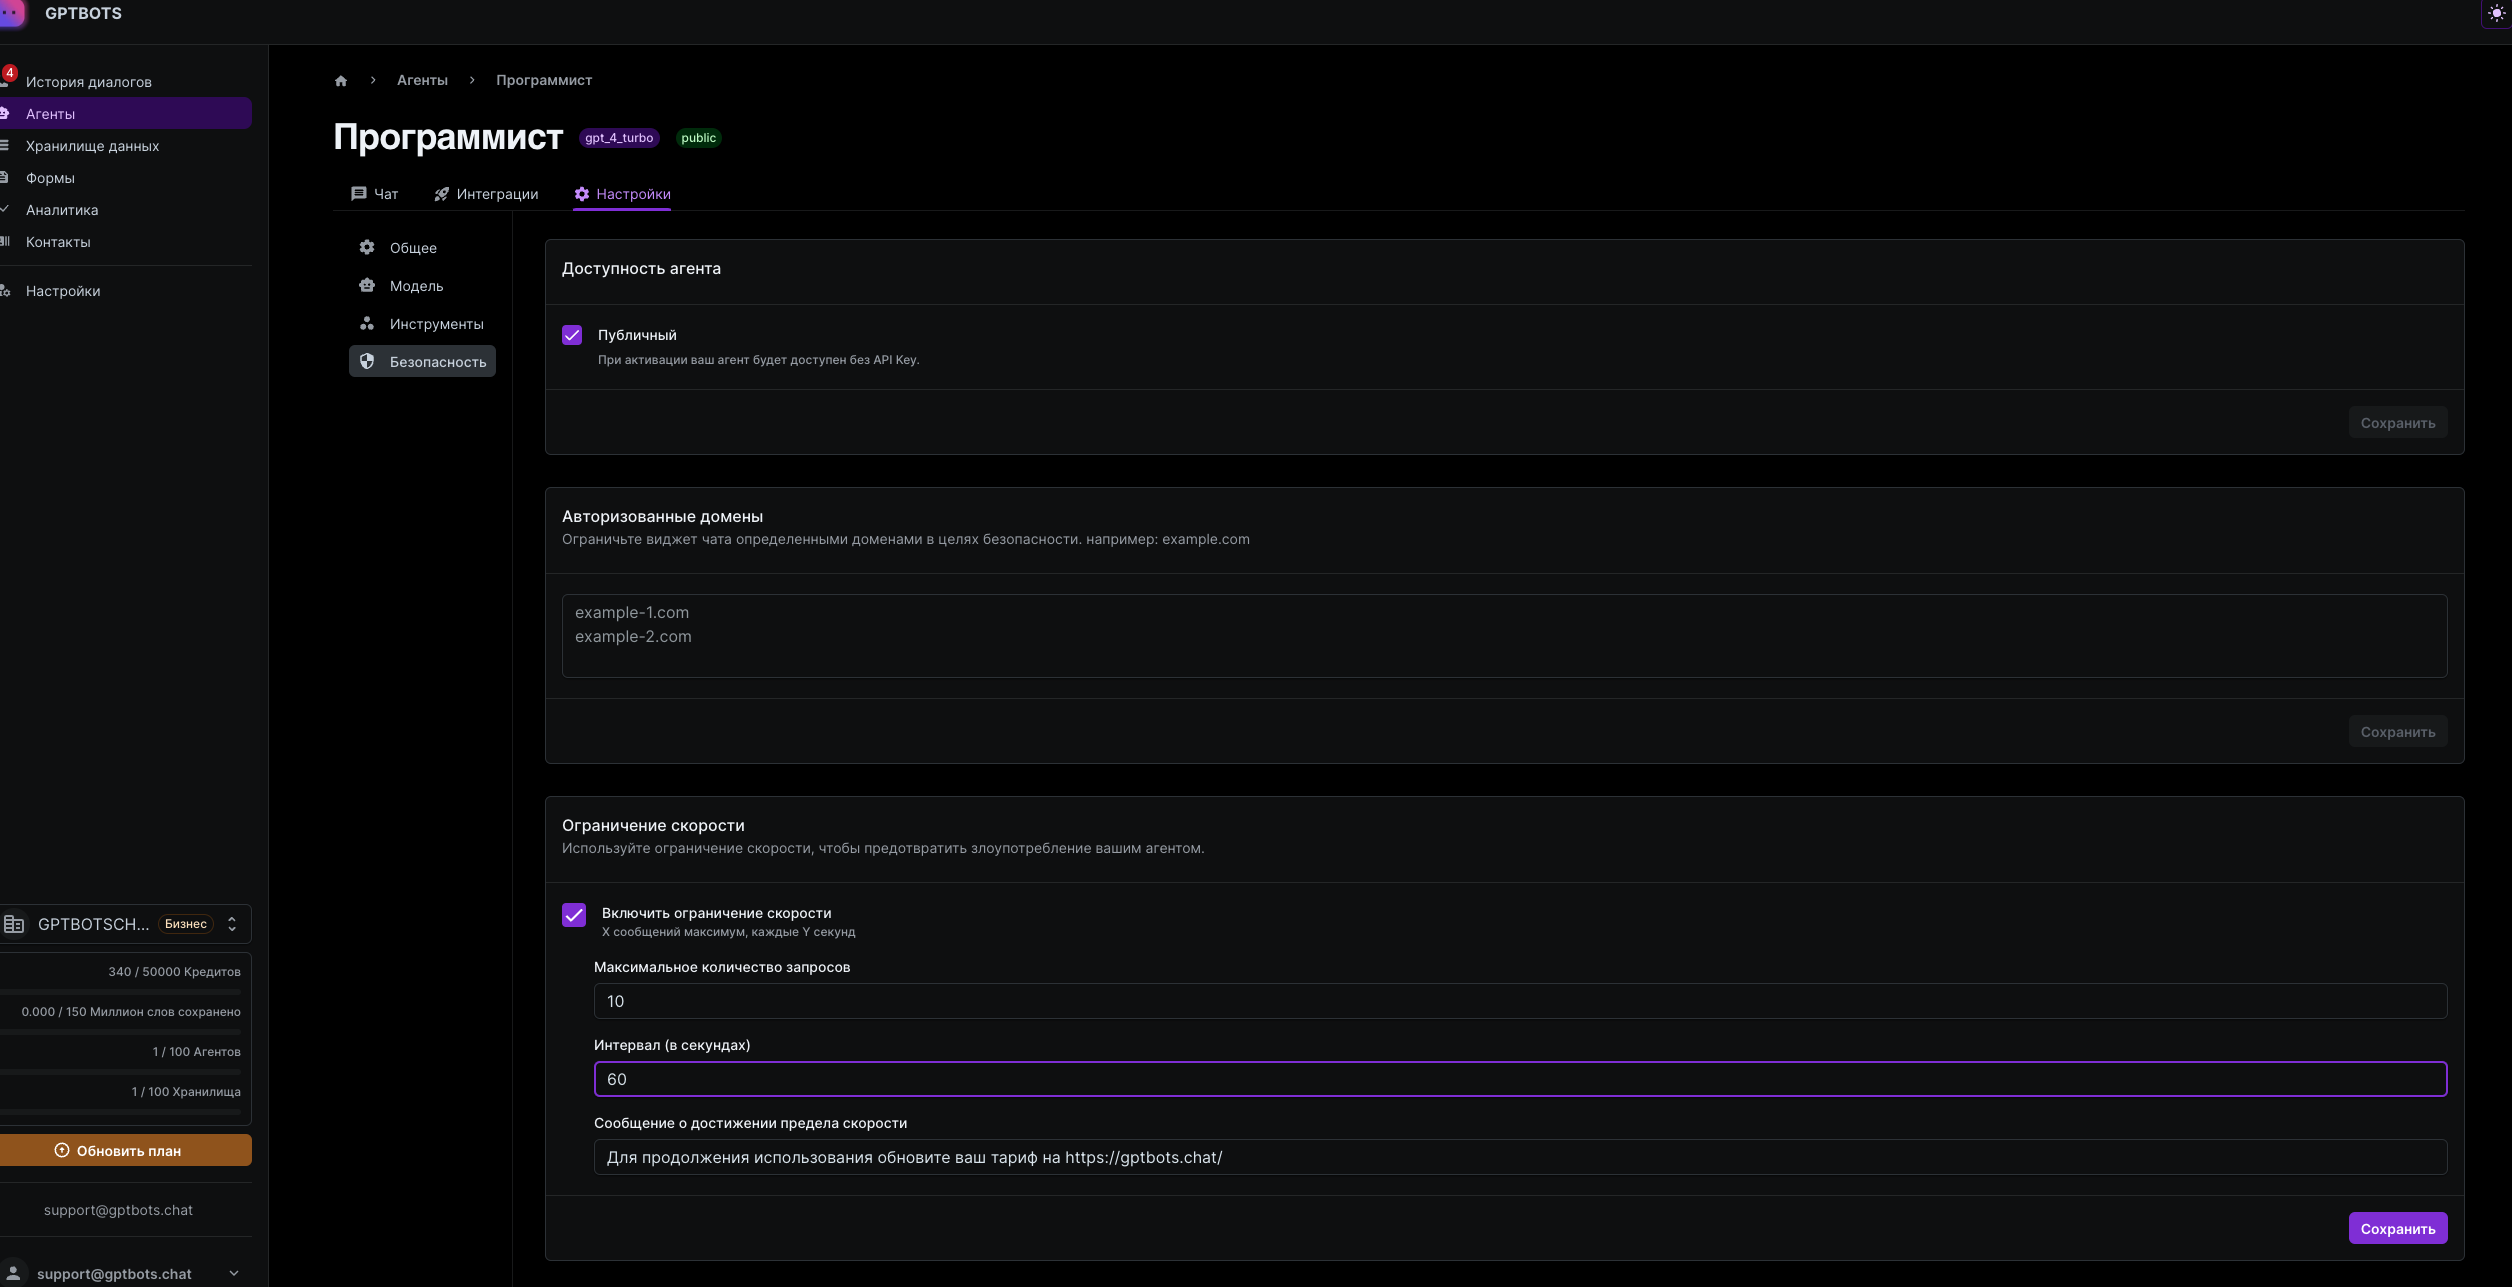 GPTBOTS
4
История диалогов
Агенты
Хранилище данных
Формы
Аналитика
Контакты
Настройки
GPTBOTSCH... Бизнес
340 / 50000 Кредитов
0.000 / 150 Миллион слов сохранено
1 / 100 Агентов
1 / 100 Хранилища
Обновить план
support@gptbots.chat
support@gptbots.chat
Агенты > Программист
Программист gpt_4_turbo public
Чат Интеграции Настройки
Общее
Модель
Инструменты
Безопасность
Доступность агента
Публичный
При активации ваш агент будет доступен без API Key.
Сохранить
Авторизованные домены
Ограничьте виджет чата определенными доменами в целях безопасности. например: example.com
example-1.com
example-2.com
Сохранить
Ограничение скорости
Используйте ограничение скорости, чтобы предотвратить злоупотребление вашим агентом.
Включить ограничение скорости
X сообщений максимум, каждые Y секунд
Максимальное количество запросов
10
Интервал (в секундах)
60
Сообщение о достижении предела скорости
Для продолжения использования обновите ваш тариф на https://gptbots.chat/
Сохранить